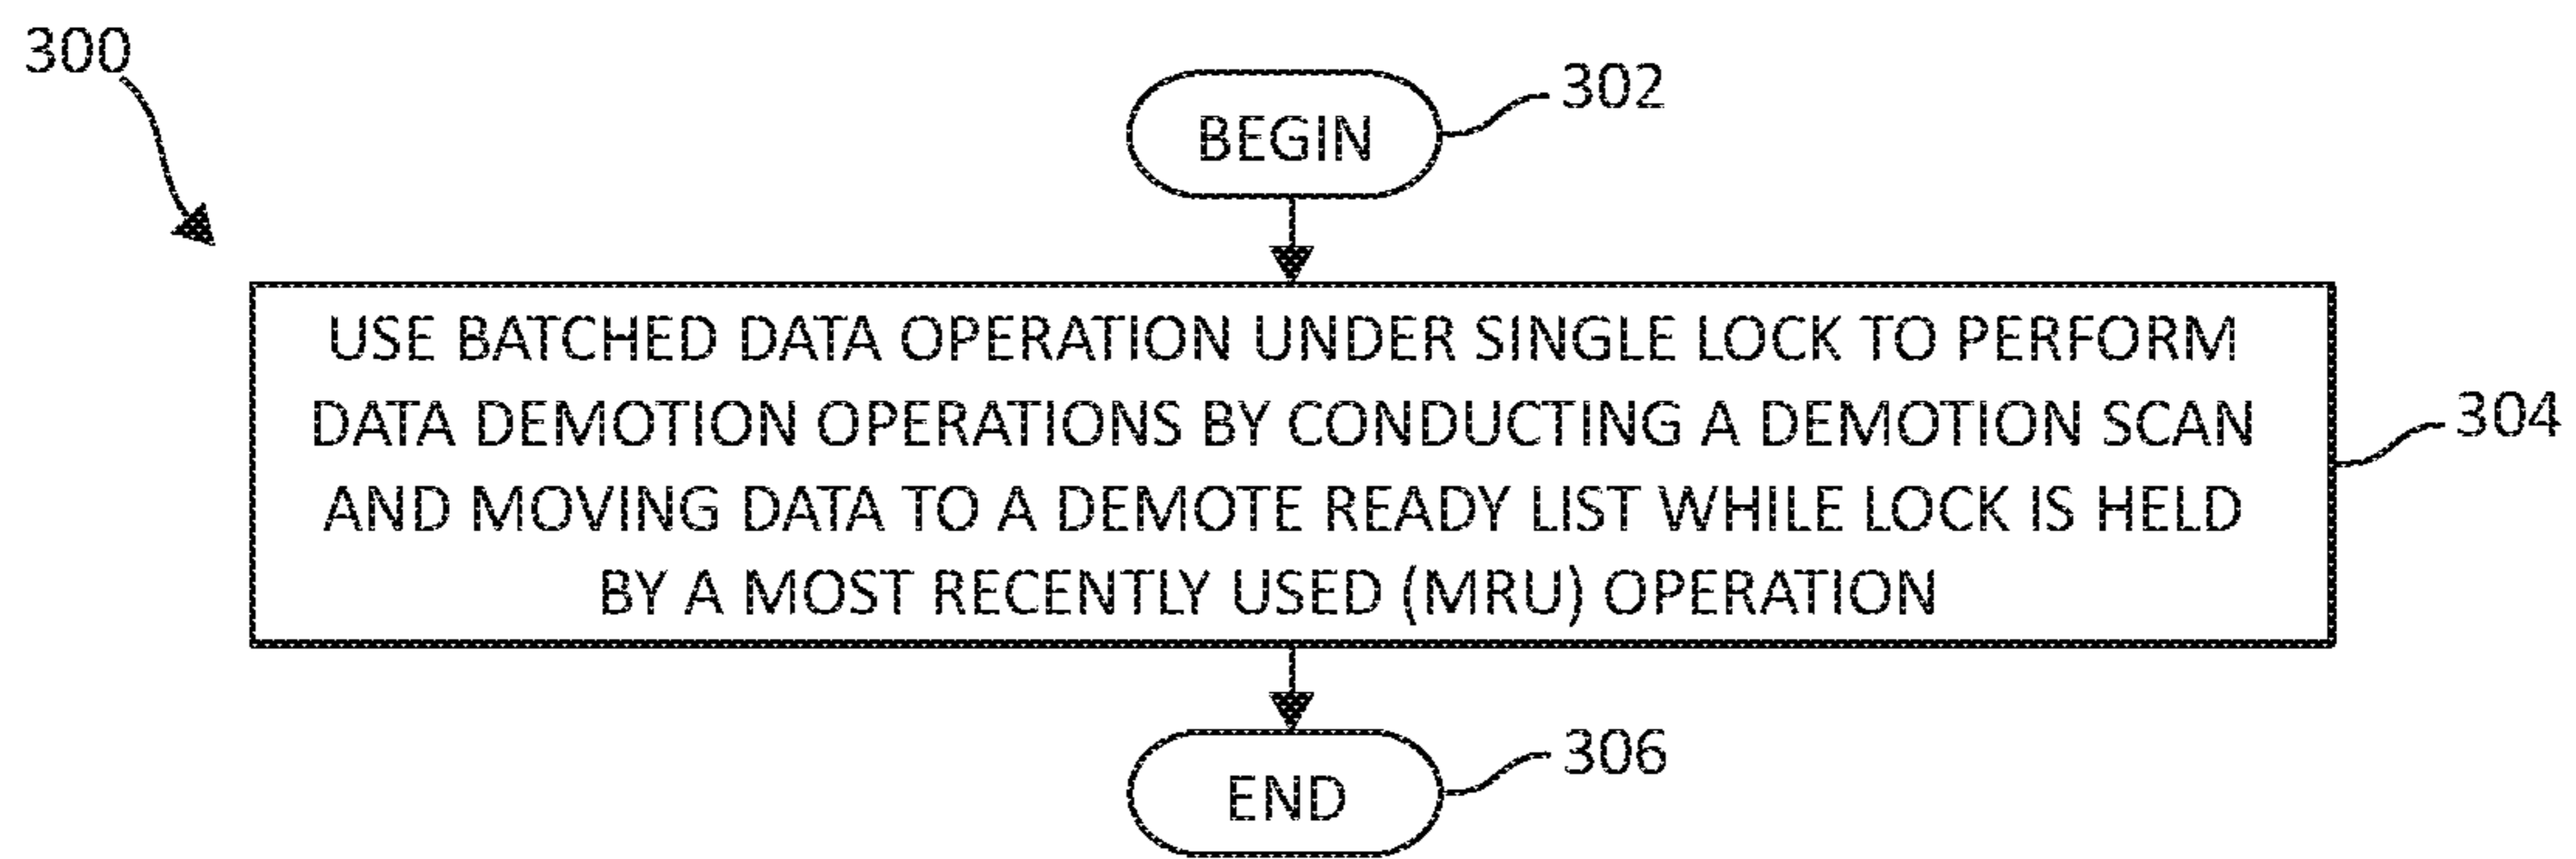 300
BEGIN
302
USE BATCHED DATA OPERATION UNDER SINGLE LOCK TO PERFORM
DATA DEMOTION OPERATIONS BY CONDUCTING A DEMOTION SCAN
AND MOVING DATA TO A DEMOTE READY LIST WHILE LOCK IS HELD
BY A MOST RECENTLY USED (MRU) OPERATION
304
END
306